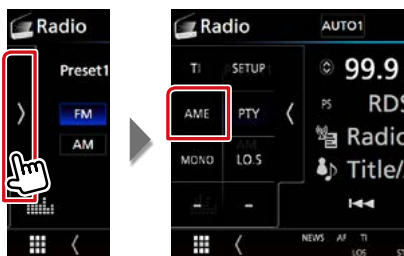 Radio
Preset1
FM
AM
Radio
AUTO1
TI SETUP
99.9
AME PTY
PS RDS
Radio
MONO LO.S
Title/
NEWS AF TI
LOS ST